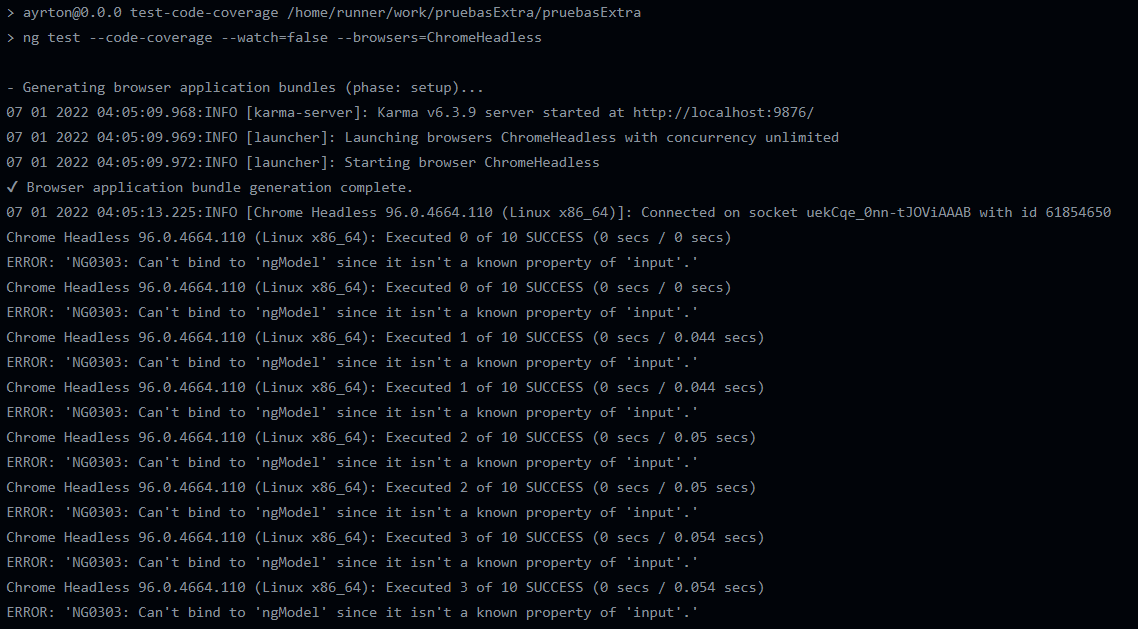 > ayrton@0.0.0 test-code-coverage /home/runner/work/pruebasExtra/pruebasExtra
> ng test --code-coverage --watch=false --browsers=ChromeHeadless
- Generating browser application bundles (phase: setup)...
07 01 2022 04:05:09.968:INFO [karma-server]: Karma v6.3.9 server started at http://localhost:9876/
07 01 2022 04:05:09.969:INFO [launcher]: Launching browsers ChromeHeadless with concurrency unlimited
07 01 2022 04:05:09.972:INFO [launcher]: Starting browser ChromeHeadless
✓ Browser application bundle generation complete.
07 01 2022 04:05:13.225:INFO [Chrome Headless 96.0.4664.110 (Linux x86_64)]: Connected on socket uekCqe_0nn-tJOViAAAB with id 61854650
Chrome Headless 96.0.4664.110 (Linux x86_64): Executed 0 of 10 SUCCESS (0 secs / 0 secs)
ERROR: 'NG0303: Can't bind to 'ngModel' since it isn't a known property of 'input'.'
Chrome Headless 96.0.4664.110 (Linux x86_64): Executed 0 of 10 SUCCESS (0 secs / 0 secs)
ERROR: 'NG0303: Can't bind to 'ngModel' since it isn't a known property of 'input'.'
Chrome Headless 96.0.4664.110 (Linux x86_64): Executed 1 of 10 SUCCESS (0 secs / 0.044 secs)
ERROR: 'NG0303: Can't bind to 'ngModel' since it isn't a known property of 'input'.'
Chrome Headless 96.0.4664.110 (Linux x86_64): Executed 1 of 10 SUCCESS (0 secs / 0.044 secs)
ERROR: 'NG0303: Can't bind to 'ngModel' since it isn't a known property of 'input'.'
Chrome Headless 96.0.4664.110 (Linux x86_64): Executed 2 of 10 SUCCESS (0 secs / 0.05 secs)
ERROR: 'NG0303: Can't bind to 'ngModel' since it isn't a known property of 'input'.'
Chrome Headless 96.0.4664.110 (Linux x86_64): Executed 2 of 10 SUCCESS (0 secs / 0.05 secs)
ERROR: 'NG0303: Can't bind to 'ngModel' since it isn't a known property of 'input'.'
Chrome Headless 96.0.4664.110 (Linux x86_64): Executed 3 of 10 SUCCESS (0 secs / 0.054 secs)
ERROR: 'NG0303: Can't bind to 'ngModel' since it isn't a known property of 'input'.'
Chrome Headless 96.0.4664.110 (Linux x86_64): Executed 3 of 10 SUCCESS (0 secs / 0.054 secs)
ERROR: 'NG0303: Can't bind to 'ngModel' since it isn't a known property of 'input'.'